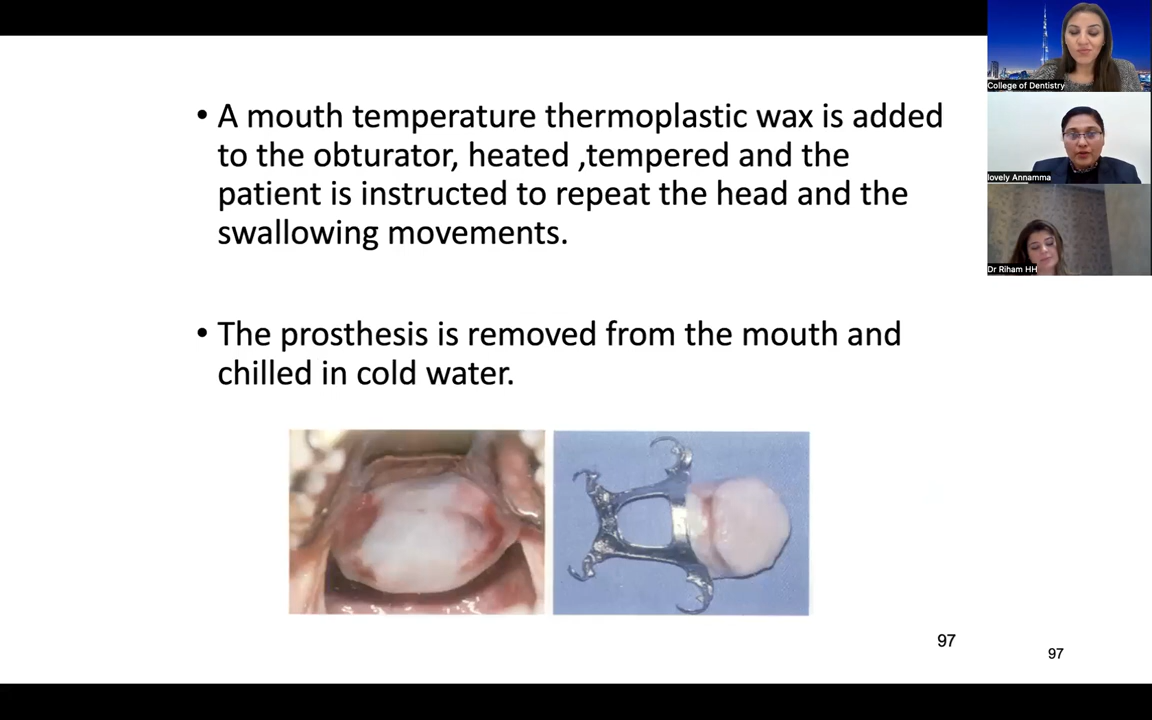 • A mouth temperature thermoplastic wax is added
to the obturator, heated ,tempered and the
patient is instructed to repeat the head and the
swallowing movements.
• The prosthesis is removed from the mouth and
chilled in cold water.
97
97
College of Dentistry
lovely Annamma
Dr Riham HH